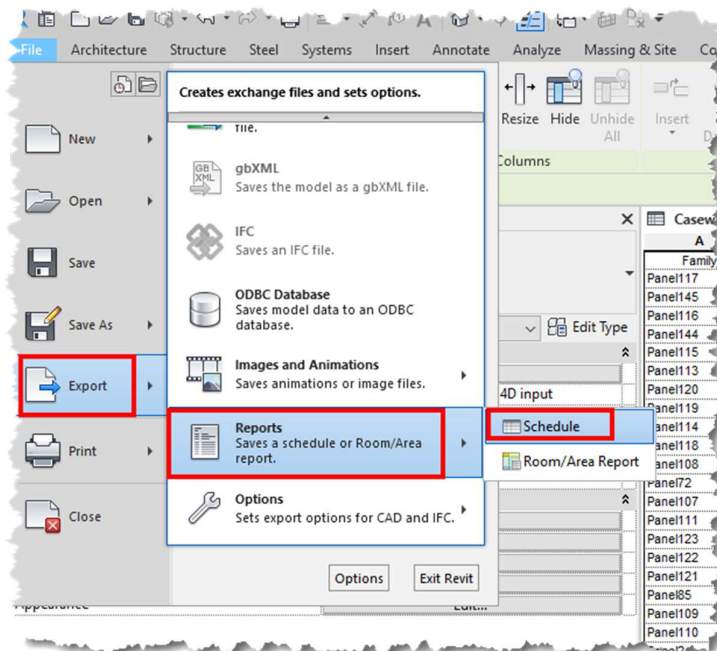 File Architecture Structure Steel Systems Insert Annotate Analyze Massing & Site
Creates exchange files and sets options.
file.
New
gbXML
Saves the model as a gbXML file.
Open
IFC
Saves an IFC file.
Save
ODBC Database
Saves model data to an ODBC
database.
Save As
Images and Animations
Saves animations or image files.
Export
Reports
Saves a schedule or Room/Area
report.
Schedule
Room/Area Report
Print
Options
Sets export options for CAD and IFC.
Close
Options Exit Revit
Resize Hide Unhide
All
Insert
Columns
Edit Type
4D input
Edit...
A
Family
Panel117
Panel145
Panel116
Panel144
Panel115
Panel113
Panel120
Panel119
anel114
anel118
anel108
Panel72
Panel107
Panel111
Panel123
Panel122
Panel121
Panel85
Panel109
Panel110